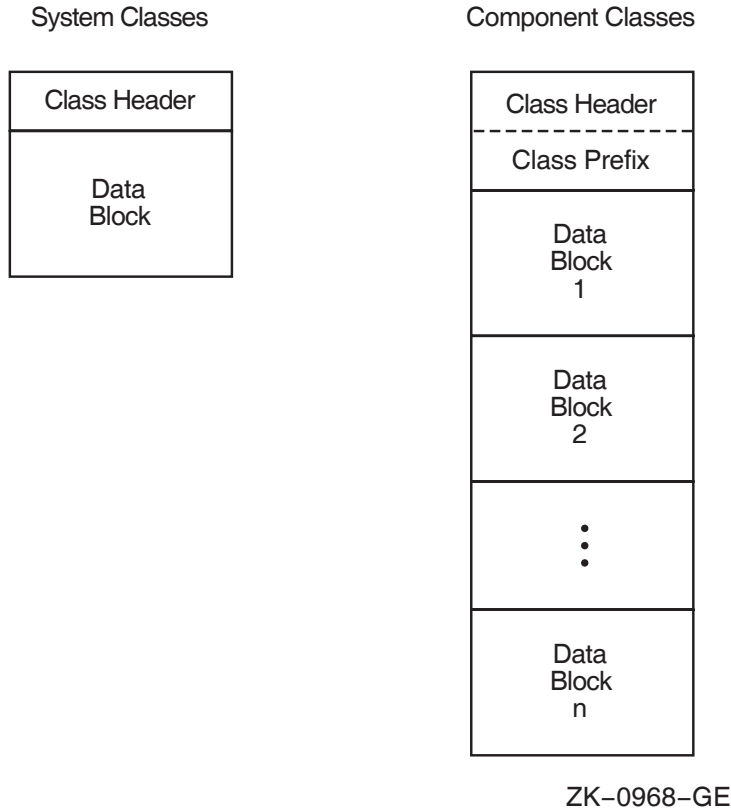 System Classes
Class Header
Data
Block
Component Classes
Class Header
Class Prefix
Data
Block
1
Data
Block
2
Data
Block
n
ZK−0968−GE